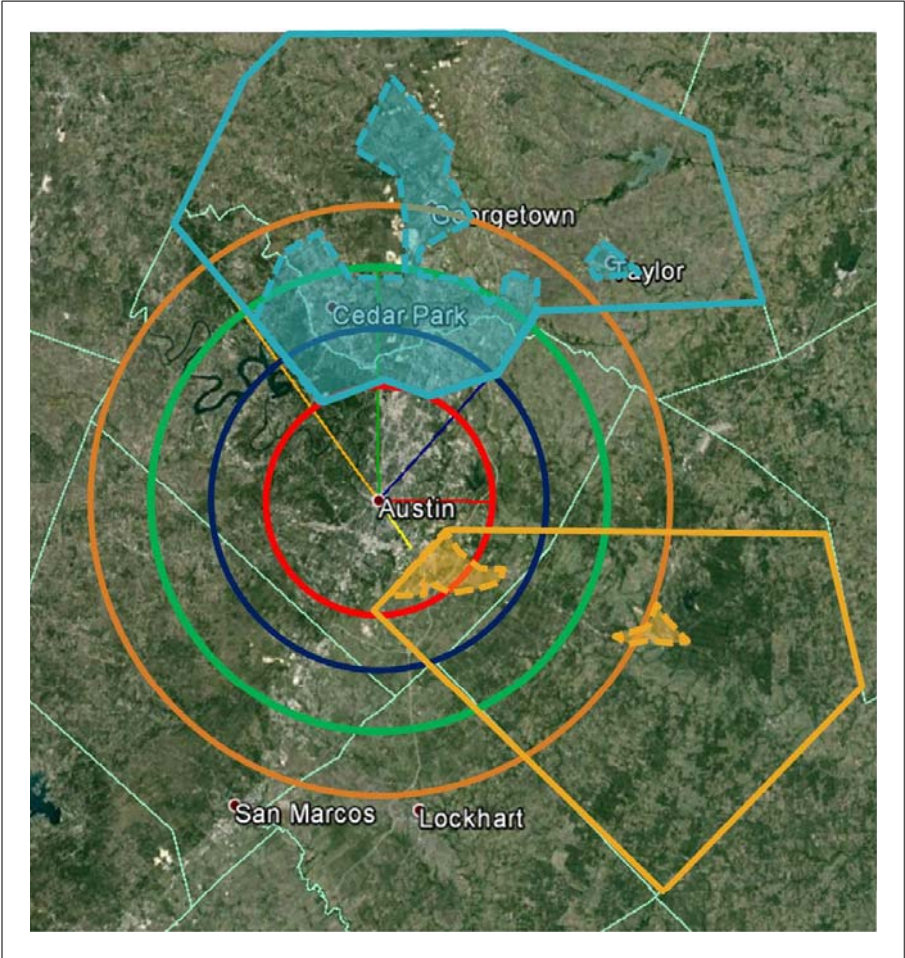 Georgetown
Taylor
Cedar Park
Austin
San Marcos
Lockhart